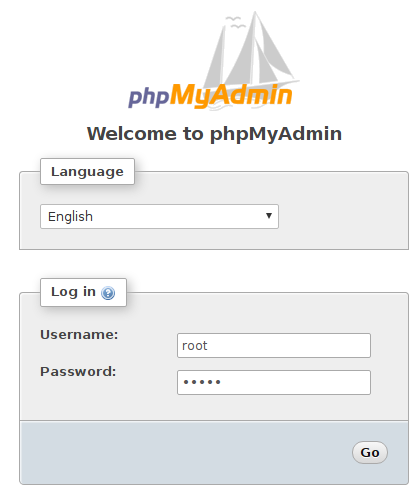 phpMyAdmin
Welcome to phpMyAdmin
Language
English
Log in
Username:
root
Password:
•••••
Go